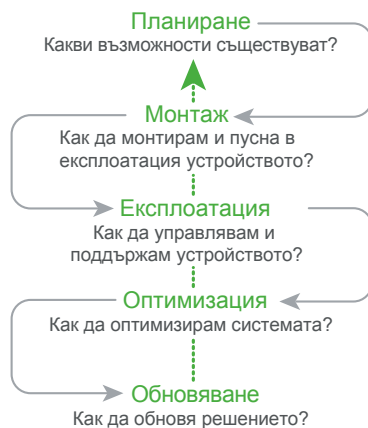 Планиране
Какви възможности съществуват?
Монтаж
Как да монтирам и пусна в
експлоатация устройството?
Експлоатация
Как да управлявам и
поддържам устройството?
Оптимизация
Как да оптимизирам системата?
Обновяване
Как да обновя решението?